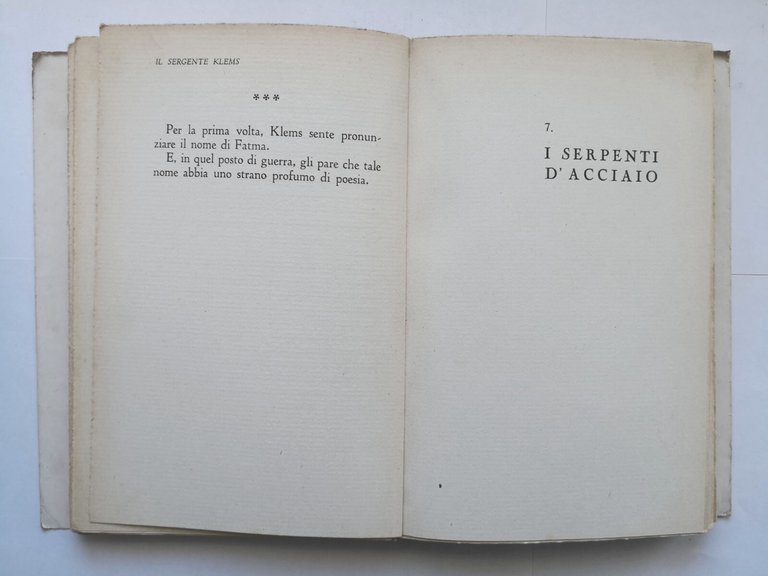 IL SERGENTE KLEMS
***
Per la prima volta, Klems sente pronun-
ziare il nome di Fatma.
E, in quel posto di guerra, gli pare che tale
nome abbia uno strano profumo di poesia.
7.
I SERPENTI
D' ACCIAIO